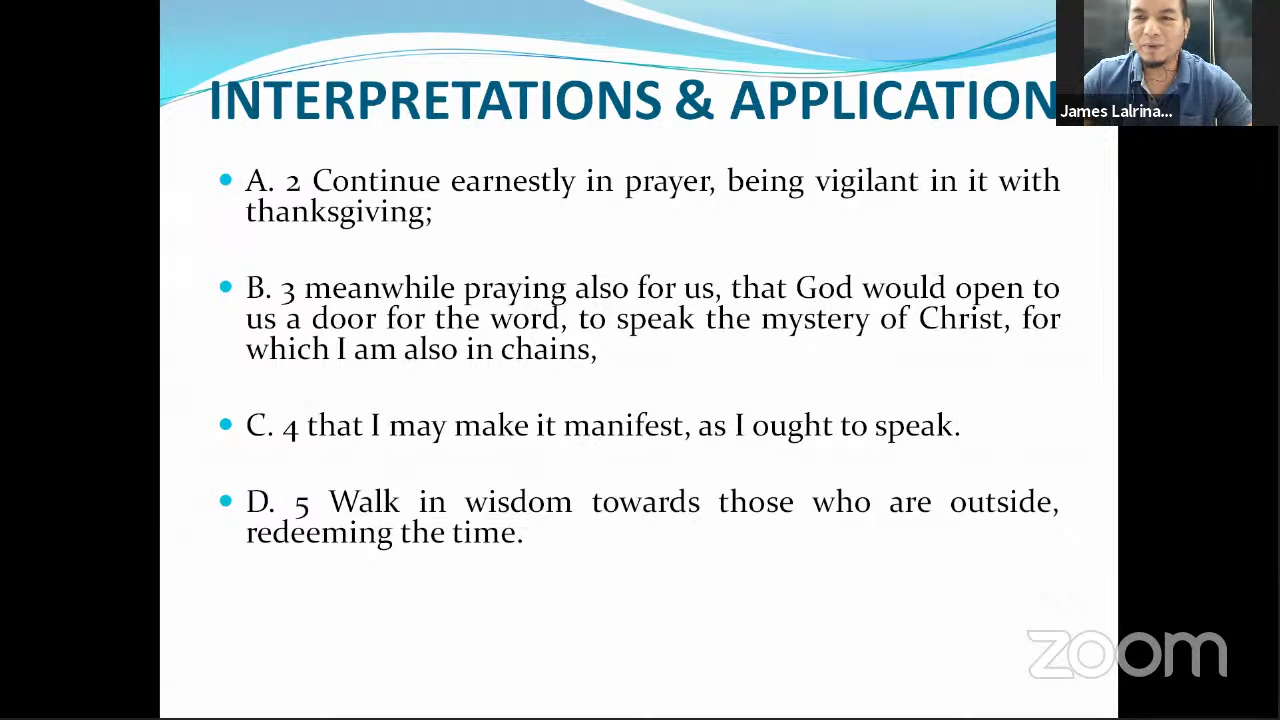 INTERPRETATIONS & APPLICATION
James Lalrina...
A. 2 Continue earnestly in prayer, being vigilant in it with
thanksgiving;
B. 3 meanwhile praying also for us, that God would open to
us a door for the word, to speak the mystery of Christ, for
which I am also in chains,
C. 4 that I may make it manifest, as I ought to speak.
D. 5 Walk in wisdom towards those who are outside,
redeeming the time.
zoom